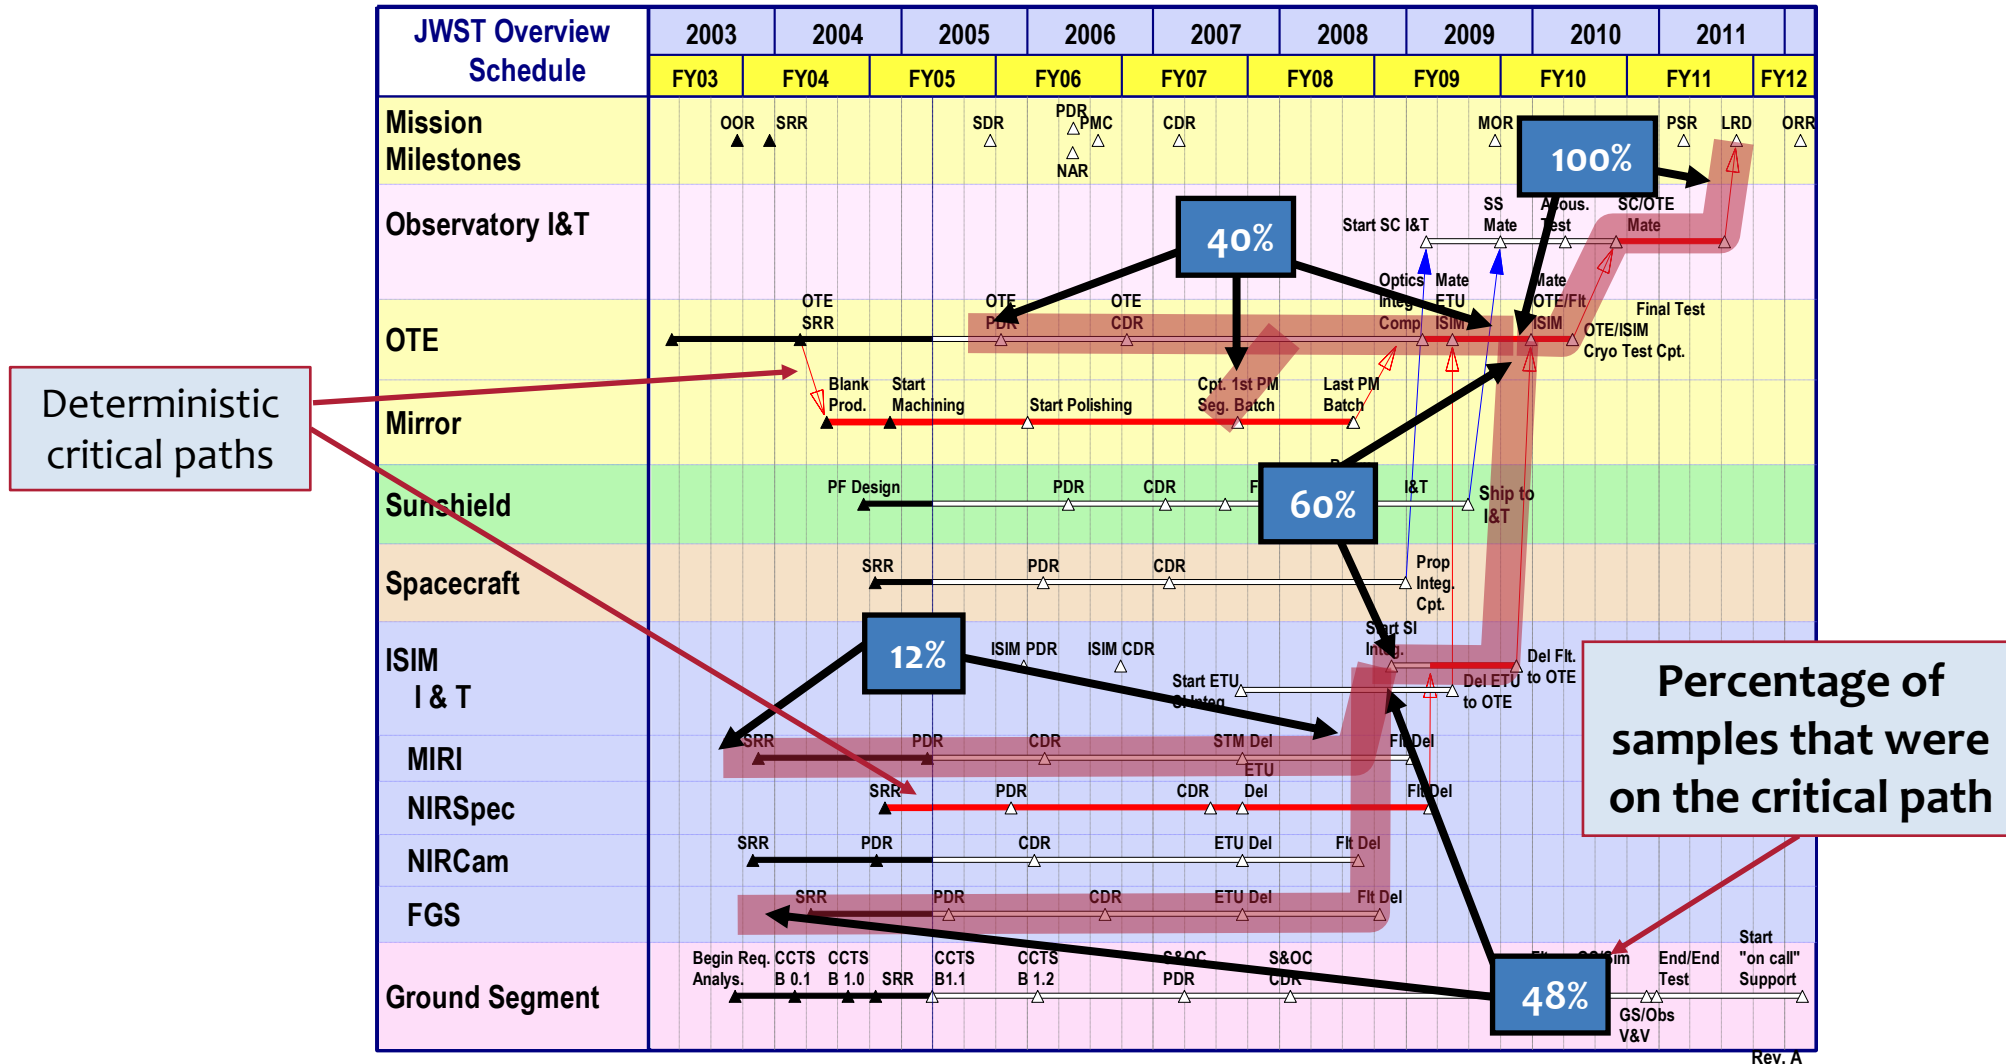 JWST Overview
Schedule
2003 2004 2005 2006 2007 2008 2009 2010 2011
FY03 FY04 FY05 FY06 FY07 FY08 FY09 FY10 FY11 FY12
Mission
Milestones
OOR SRR SDR PDR PMC CDR MOR PSR LRD ORR
NAR
100%
Observatory I&T
40%
Start SC I&T
SS
Mate
Acous.
Test
SC/OTE
Mate
OTE
OTE
SRR
OTE
PDR
OTE
CDR
Optics
Integ
Comp
Mate
ETU
ISIM
Mate
OTE/Flt
ISIM
Final Test
OTE/ISIM
Cryo Test Cpt.
Deterministic
critical paths
Mirror
Blank
Prod.
Start
Machining
Start Polishing
Cpt. 1st PM
Seg. Batch
Last PM
Batch
Sunshield
PF Design
PDR
CDR
60%
I&T
Ship to
I&T
Spacecraft
SRR
PDR
CDR
Prop
Integ.
Cpt.
ISIM
I & T
12%
ISIM PDR
ISIM CDR
Start ETU
SI Integ
Start SI
Integ.
Del ETU
to OTE
Del Flt.
to OTE
Percentage of
samples that were
on the critical path
MIRI
SRR PDR CDR STM Del Flt Del
NIRSpec
SRR PDR CDR
ETU
Del
Flt Del
NIRCam
SRR PDR CDR ETU Del Flt Del
FGS
SRR PDR CDR ETU Del Flt Del
Ground Segment
Begin Req.
Analys.
CCTS
B 0.1
CCTS
B 1.0
SRR
CCTS
B1.1
CCTS
B 1.2
S&OC
PDR
S&OC
CDR
48%
GS/Obs
V&V
End/End
Test
Start
"on call"
Support
Rev. A